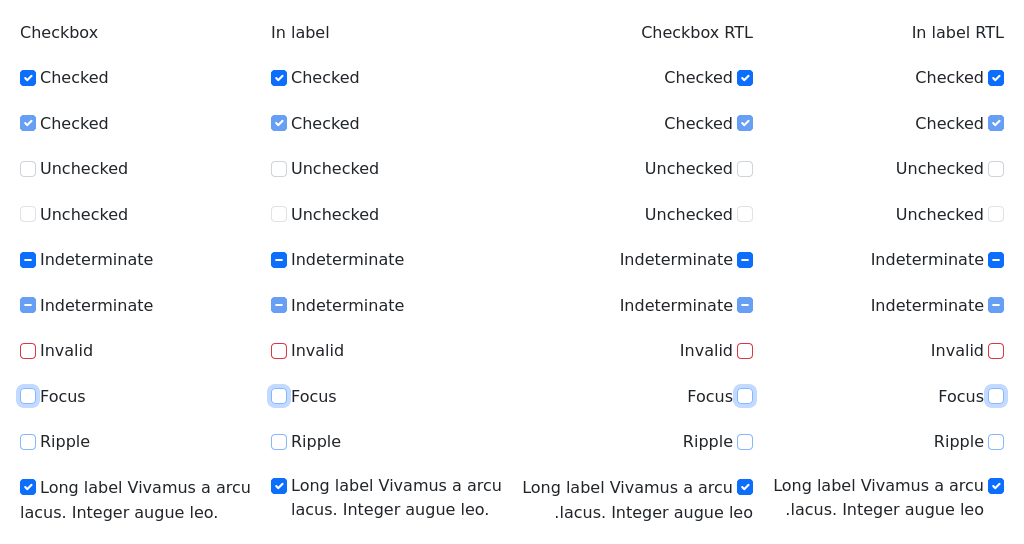 Checkbox In label Checkbox RTL In label RTL
Checked Checked Checked Checked
Checked Checked Checked Checked
Unchecked Unchecked Unchecked Unchecked
Unchecked Unchecked Unchecked Unchecked
Indeterminate Indeterminate Indeterminate Indeterminate
Indeterminate Indeterminate Indeterminate Indeterminate
Invalid Invalid Invalid Invalid
Focus Focus Focus Focus
Ripple Ripple Ripple Ripple
Long label Vivamus a arcu Long label Vivamus a arcu Long label Vivamus a arcu Long label Vivamus a arcu
lacus. Integer augue leo. lacus. Integer augue leo. .lacus. Integer augue leo .lacus. Integer augue leo